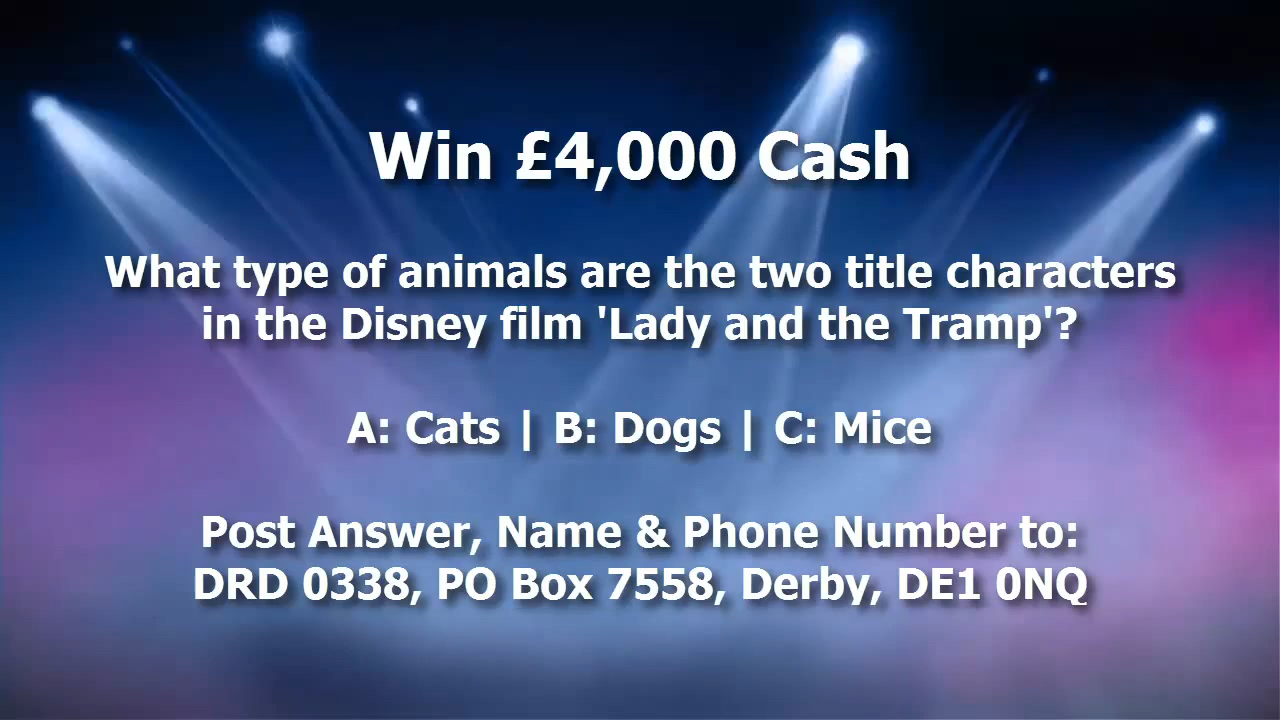 Win £4,000 Cash
What type of animals are the two title characters
in the Disney film 'Lady and the Tramp'?
A: Cats | B: Dogs | C: Mice
Post Answer, Name & Phone Number to:
DRD 0338, PO Box 7558, Derby, DE1 0NQ